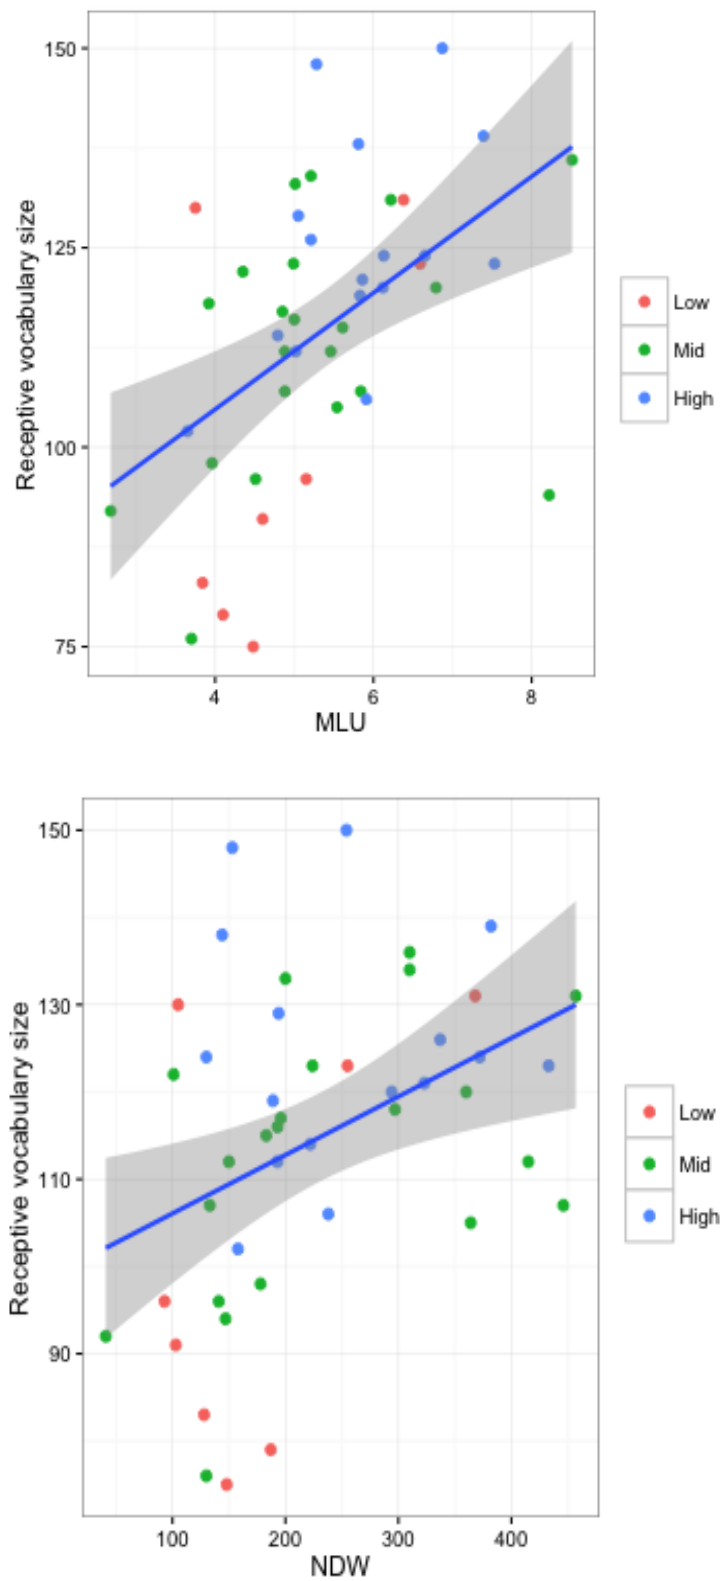 150
125
100
75
Receptive vocabulary size
4 6 8
MLU
Low
Mid
High
150
130
110
90
Receptive vocabulary size
100 200 300 400
NDW
Low
Mid
High